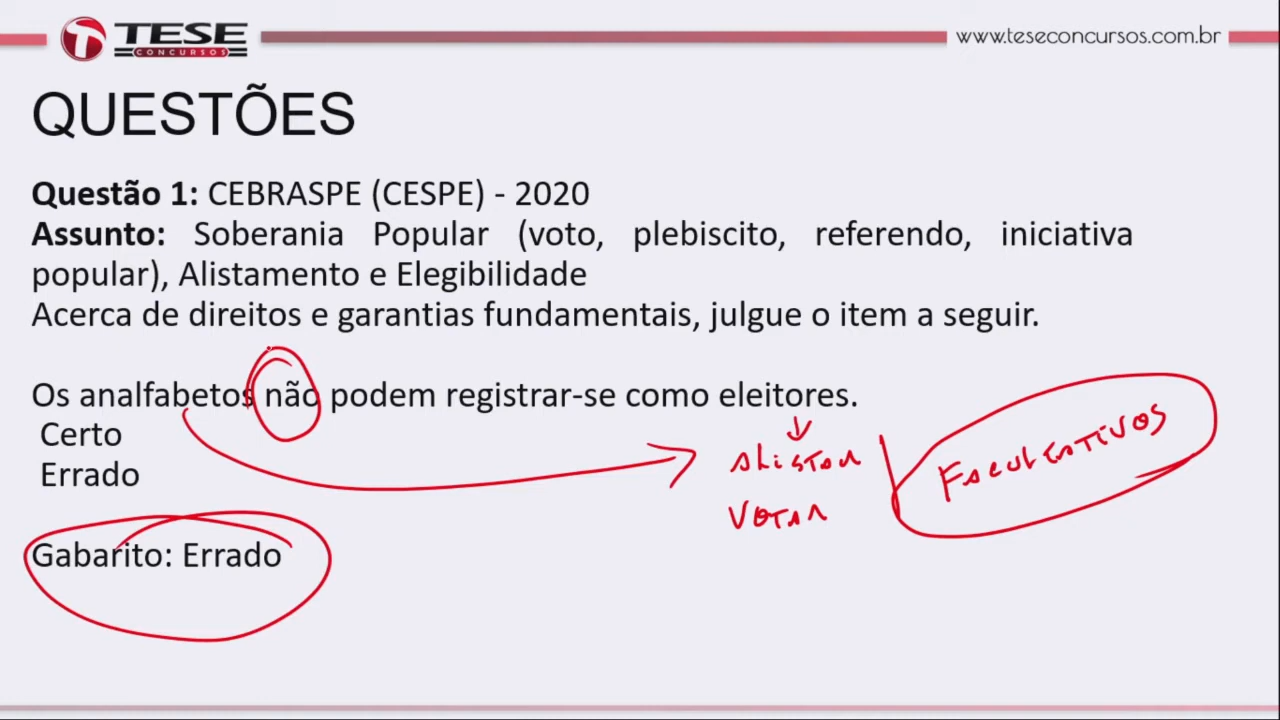 TESE
CONCURSOS
www.teseconcursos.com.br
QUESTÕES
Questão 1: CEBRASPE (CESPE) - 2020
Assunto: Soberania Popular (voto, plebiscito, referendo, iniciativa
popular), Alistamento e Elegibilidade
Acerca de direitos e garantias fundamentais, julgue o item a seguir.
Os analfabetos não podem registrar-se como eleitores.
Certo
Errado
Alistar
Votar
Facultativos
Gabarito: Errado